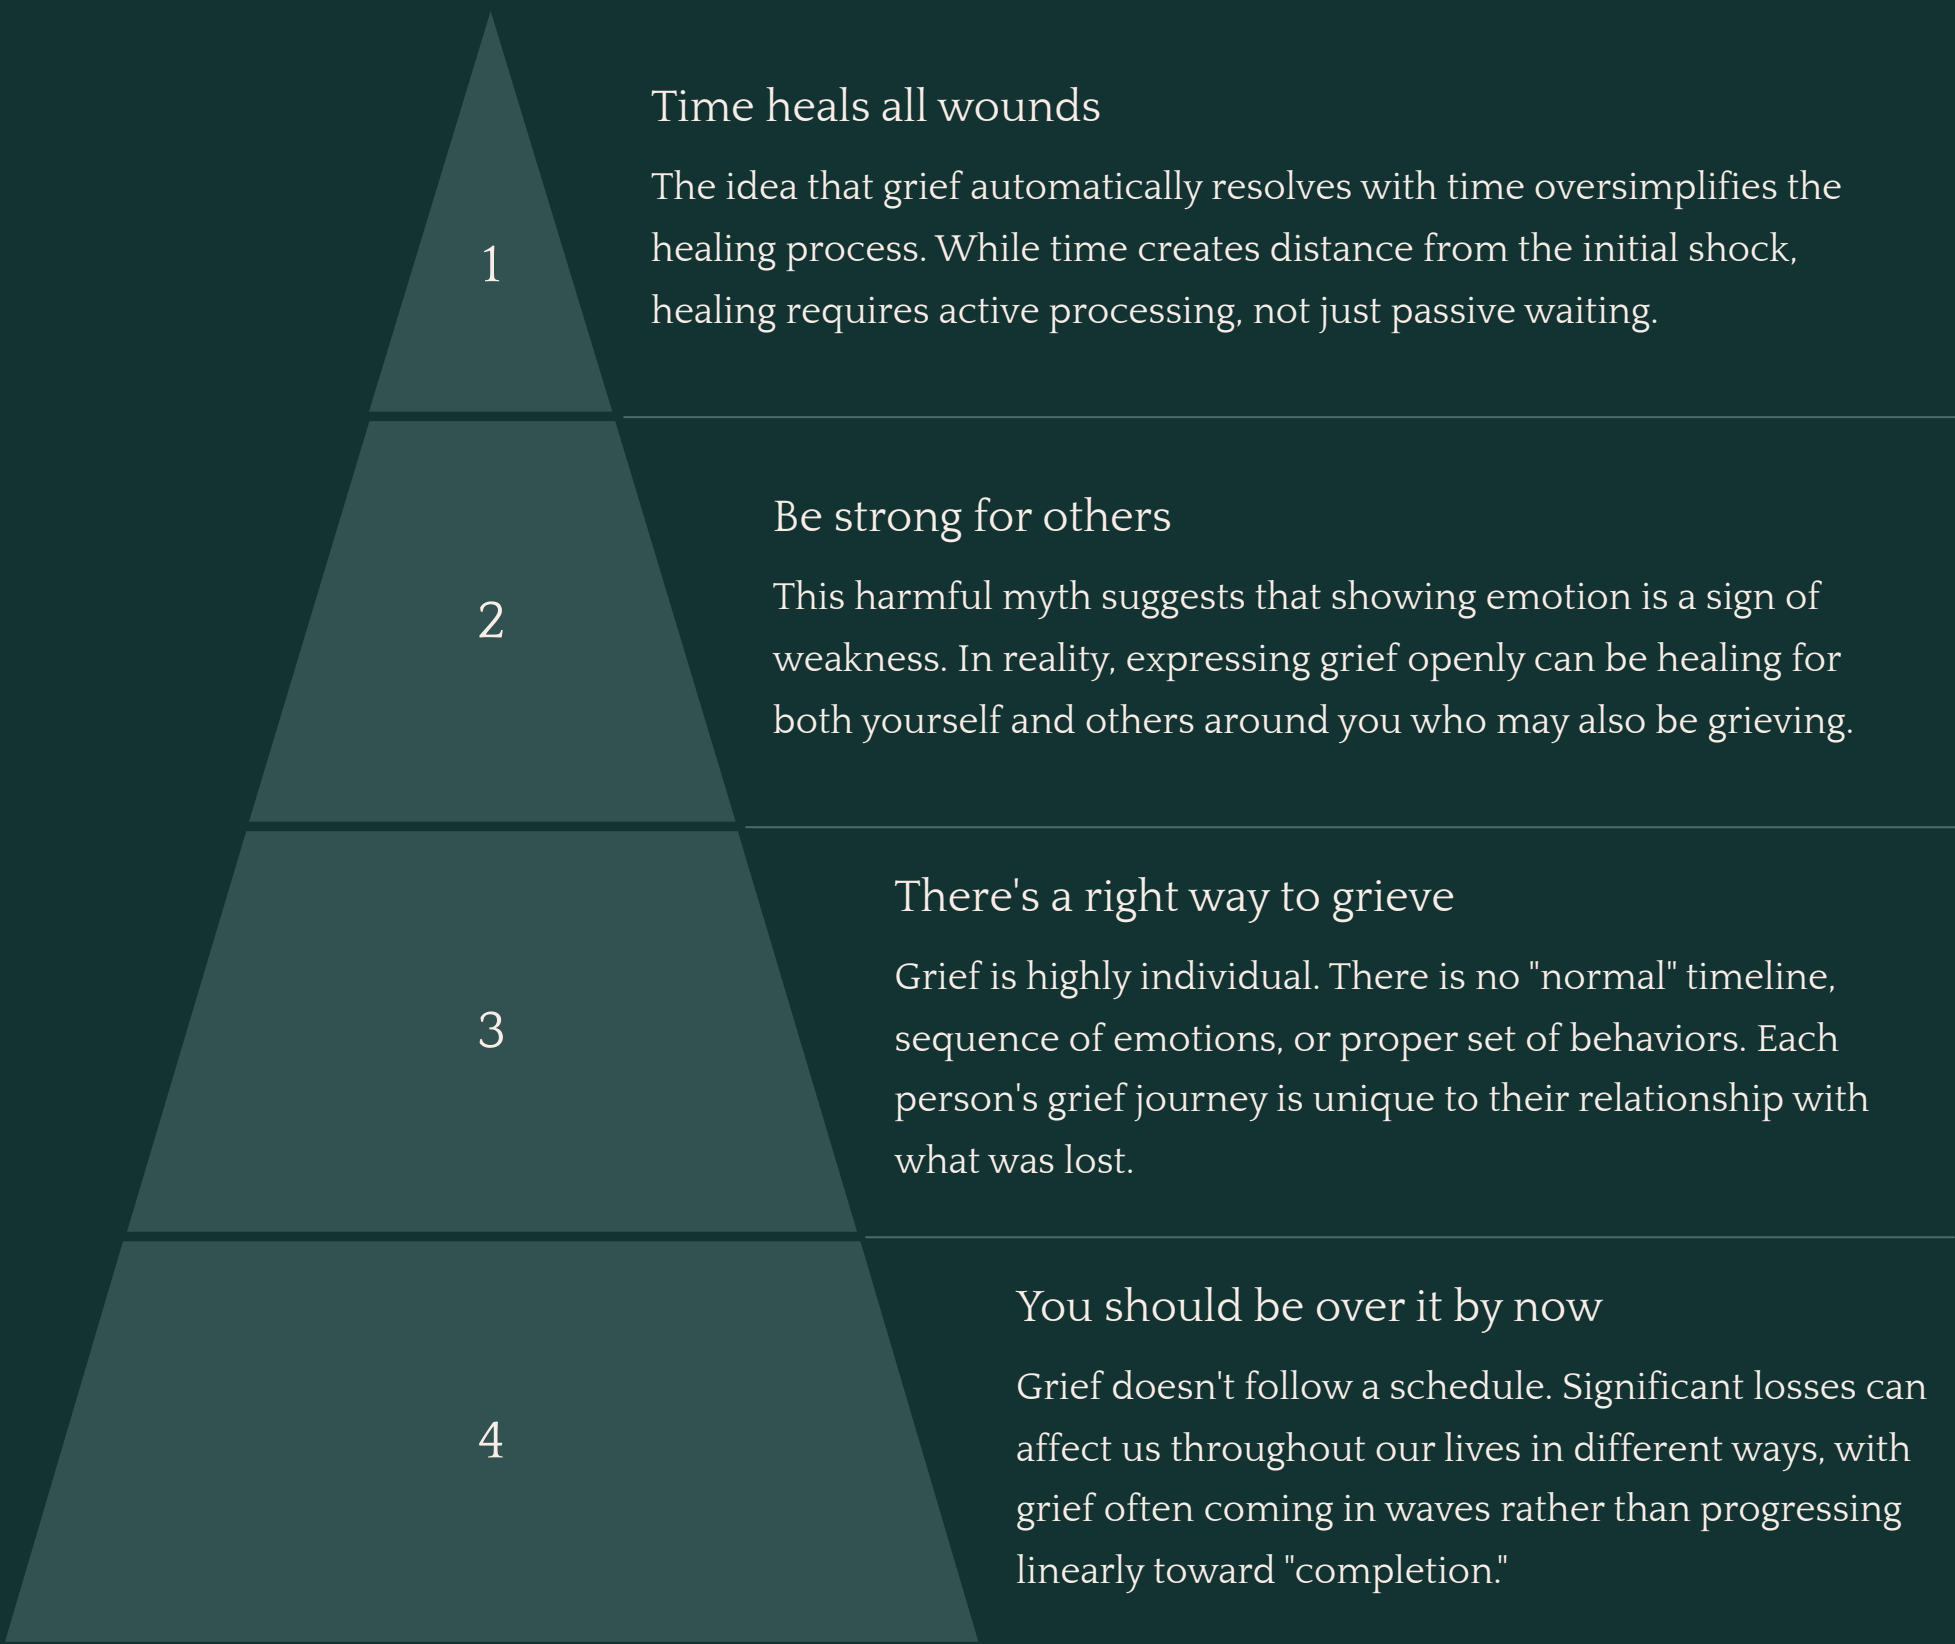 Time heals all wounds
The idea that grief automatically resolves with time oversimplifies the
healing process. While time creates distance from the initial shock,
healing requires active processing, not just passive waiting.
1
Be strong for others
This harmful myth suggests that showing emotion is a sign of
weakness. In reality, expressing grief openly can be healing for
both yourself and others around you who may also be grieving.
2
There's a right way to grieve
Grief is highly individual. There is no "normal" timeline,
sequence of emotions, or proper set of behaviors. Each
person's grief journey is unique to their relationship with
what was lost.
3
You should be over it by now
Grief doesn't follow a schedule. Significant losses can
affect us throughout our lives in different ways, with
grief often coming in waves rather than progressing
linearly toward "completion."
4